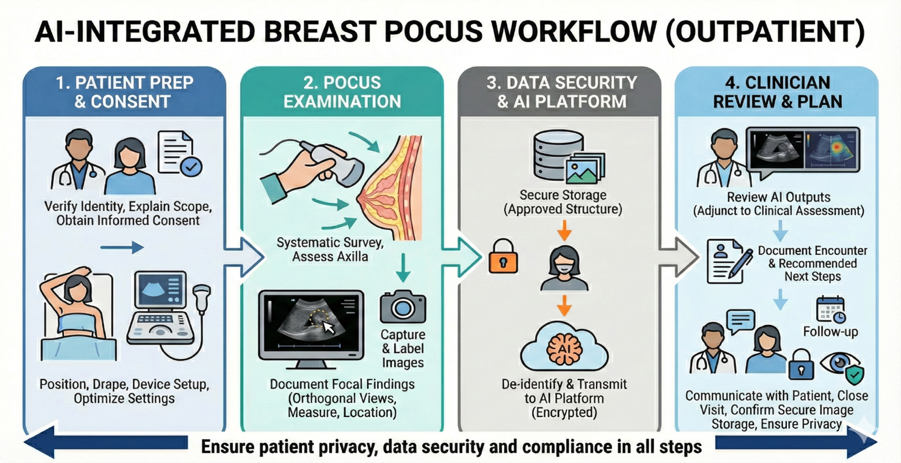 AI-INTEGRATED BREAST POCUS WORKFLOW (OUTPATIENT)
1. PATIENT PREP
& CONSENT
Verify Identity, Explain Scope,
Obtain Informed Consent
Position, Drape, Device Setup,
Optimize Settings
2. POCUS
EXAMINATION
Systematic Survey,
Assess Axilla
Capture
& Label
Images
Document Focal Findings
(Orthogonal Views,
Measure, Location)
3. DATA SECURITY
& AI PLATFORM
Secure Storage
(Approved Structure)
AI
De-identify & Transmit
to AI Platform
(Encrypted)
4. CLINICIAN
REVIEW & PLAN
Review AI Outputs
(Adjunct to Clinical Assessment)
Document Encounter
& Recommended
Next Steps
Follow-up
Communicate with Patient, Close
Visit, Confirm Secure Image
Storage, Ensure Privacy
Ensure patient privacy, data security and compliance in all steps